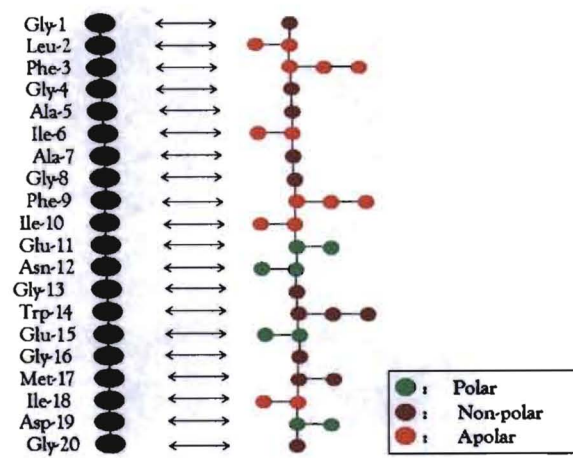 Gly-1
Leu-2
Phe-3
Gly-4
Ala-5
Ile-6
Ala-7
Gly-8
Phe-9
Ile-10
Glu-11
Asn-12
Gly-13
Trp-14
Glu-15
Gly-16
Met-17
Ile-18
Asp-19
Gly-20
: Polar
: Non-polar
: Apolar